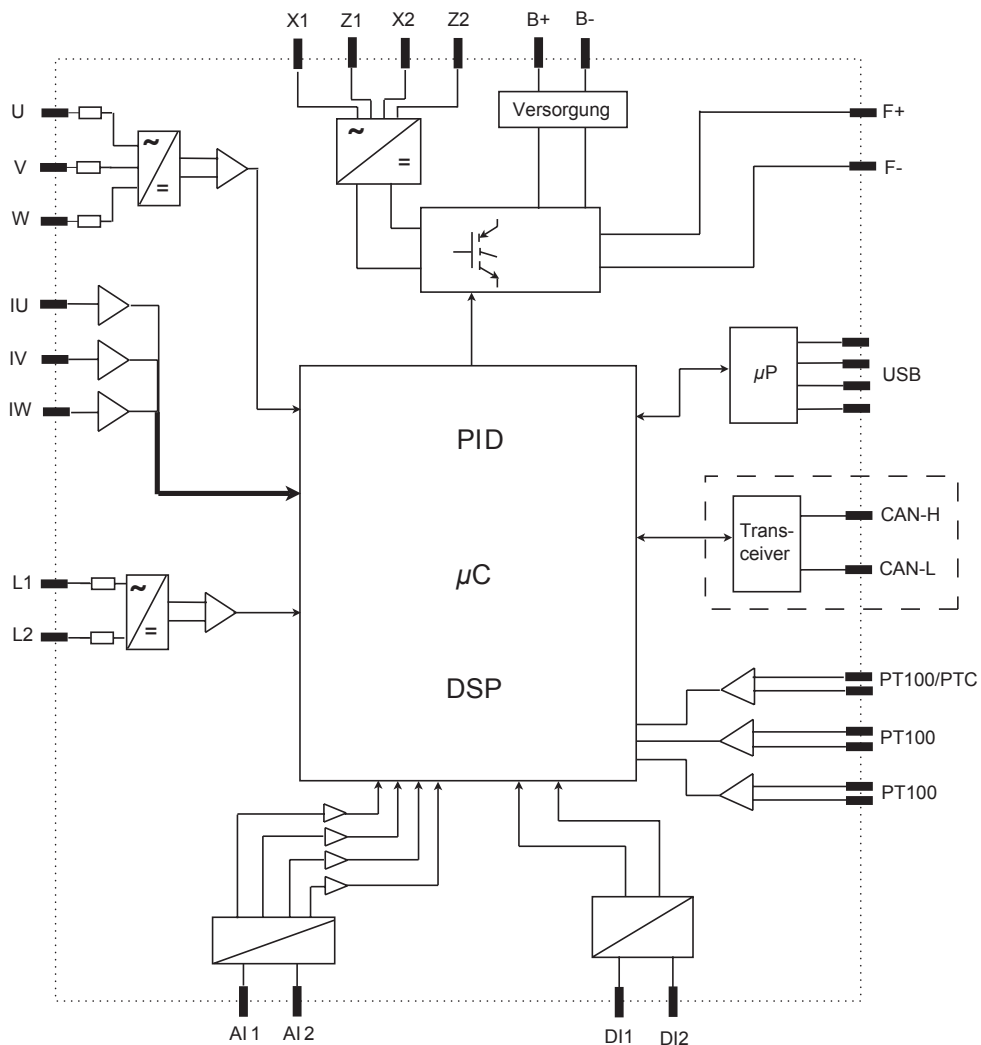 X1 Z1 X2 Z2 B+ B-
U
~
=
V
W
~
=
Versorgung
F+
F-
IU
IV
IW
µP
USB
PID
µC
DSP
Trans-
ceiver
CAN-H
CAN-L
L1
~
=
L2
PT100/PTC
PT100
PT100
AI 1 AI 2 DI1 DI2